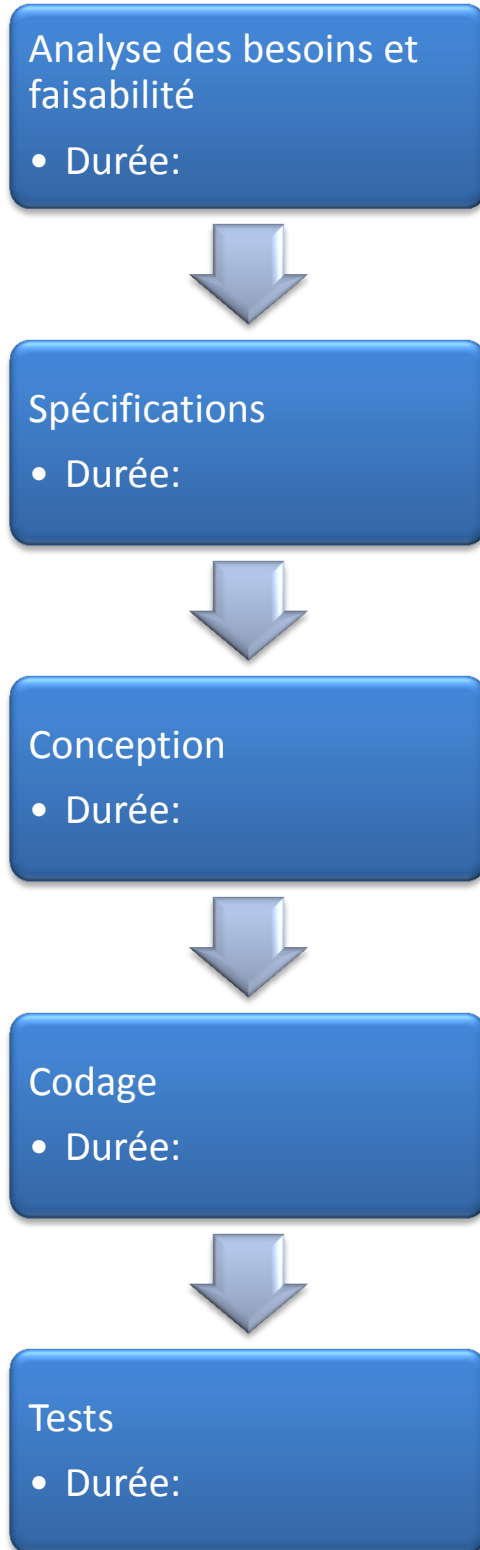 Analyse des besoins et
faisabilité
• Durée:
Spécifications
• Durée:
Conception
• Durée:
Codage
• Durée:
Tests
• Durée: